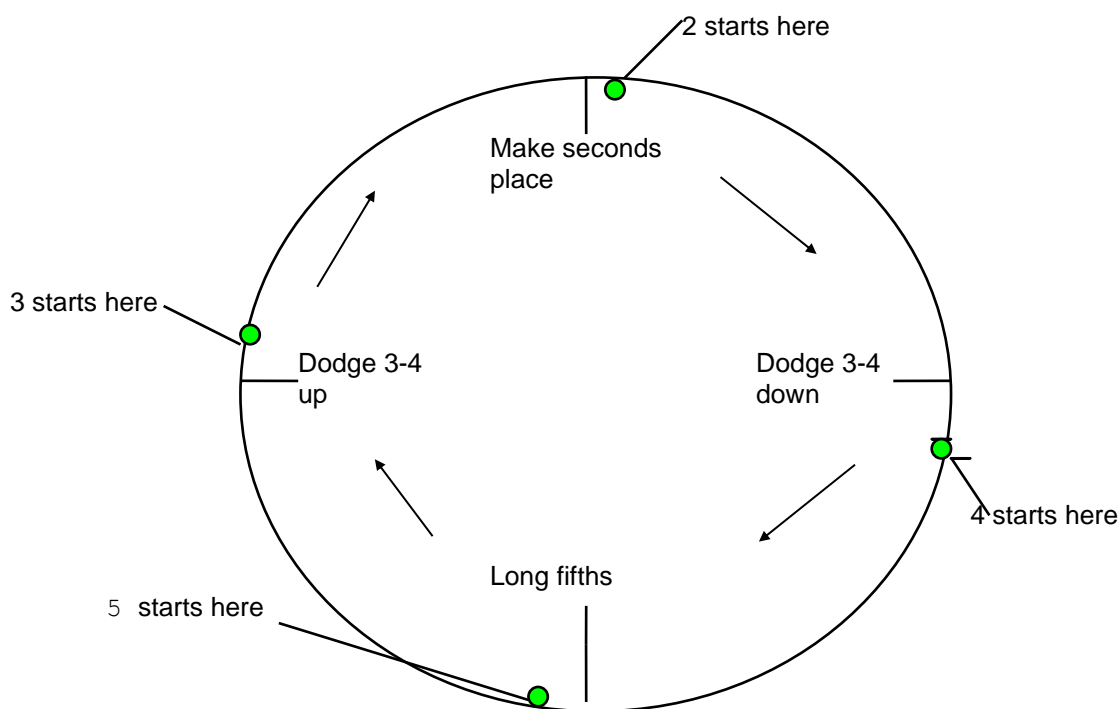 2 starts here
Make seconds
place
3 starts here
Dodge 3-4
up
Dodge 3-4
down
4 starts here
Long fifths
5 starts here